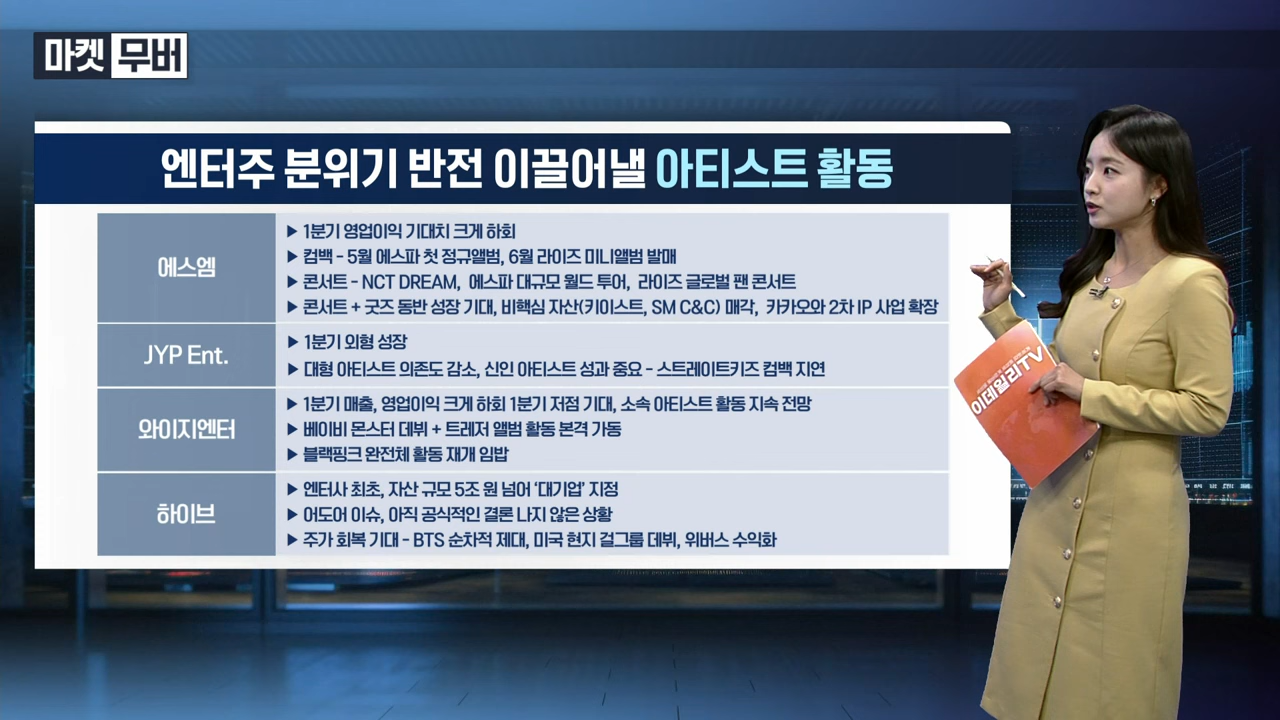 마켓 무버
엔터주 분위기 반전 이끌어낼 아티스트 활동
에스엠
▶ 1분기 영업이익 기대치 크게 하회
▶ 컴백 - 5월 에스파 첫 정규앨범, 6월 라이즈 미니앨범 발매
▶ 콘서트 - NCT DREAM, 에스파 대규모 월드 투어, 라이즈 글로벌 팬 콘서트
▶ 콘서트 + 굿즈 동반 성장 기대, 비핵심 자산(키이스트, SM C&C) 매각, 카카오와 2차 IP 사업 확장
JYP Ent.
▶ 1분기 외형 성장
▶ 대형 아티스트 의존도 감소, 신인 아티스트 성과 중요 - 스트레이트키즈 컴백 지연
와이지엔터
▶ 1분기 매출, 영업이익 크게 하회 1분기 저점 기대, 소속 아티스트 활동 지속 전망
▶ 베이비 몬스터 데뷔 + 트레저 앨범 활동 본격 가동
▶ 블랙핑크 완전체 활동 재개 임밥
하이브
▶ 엔터사 최초, 자산 규모 5조 원 넘어 ‘대기업’ 지정
▶ 어도어 이슈, 아직 공식적인 결론 나지 않은 상황
▶ 주가 회복 기대 - BTS 순차적 제대, 미국 현지 걸그룹 데뷔, 위버스 수익화
이데일리TV